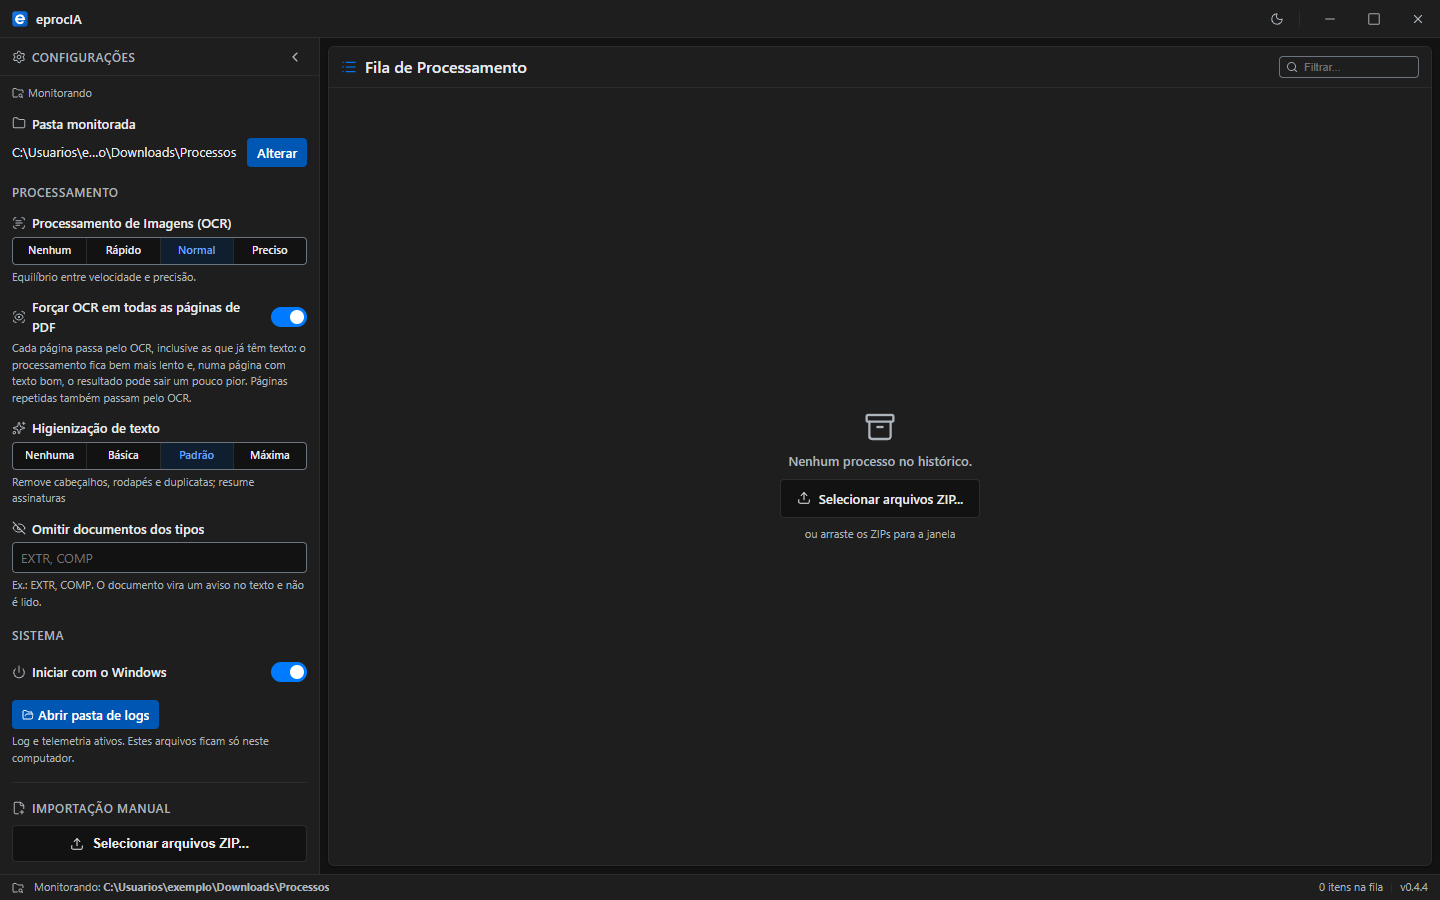 eprocIA
CONFIGURAÇÕES
Monitorando
Pasta monitorada
C:\Usuarios\e...o\Downloads\Processos
Alterar
PROCESSAMENTO
Processamento de Imagens (OCR)
Nenhum Rápido Normal Preciso
Equilíbrio entre velocidade e precisão.
Forçar OCR em todas as páginas de
PDF
Cada página passa pelo OCR, inclusive as que já têm texto: o
processamento fica bem mais lento e, numa página com
texto bom, o resultado pode sair um pouco pior. Páginas
repetidas também passam pelo OCR.
Higienização de texto
Nenhuma Básica Padrão Máxima
Remove cabeçalhos, rodapés e duplicatas; resume
assinaturas
Omitir documentos dos tipos
EXTR, COMP
Ex.: EXTR, COMP. O documento vira um aviso no texto e não
é lido.
SISTEMA
Iniciar com o Windows
Abrir pasta de logs
Log e telemetria ativos. Estes arquivos ficam só neste
computador.
IMPORTAÇÃO MANUAL
Selecionar arquivos ZIP...
Fila de Processamento
Filtrar...
Nenhum processo no histórico.
Selecionar arquivos ZIP...
ou arraste os ZIPs para a janela
Monitorando: C:\Usuarios\exemplo\Downloads\Processos
0 itens na fila
v0.4.4